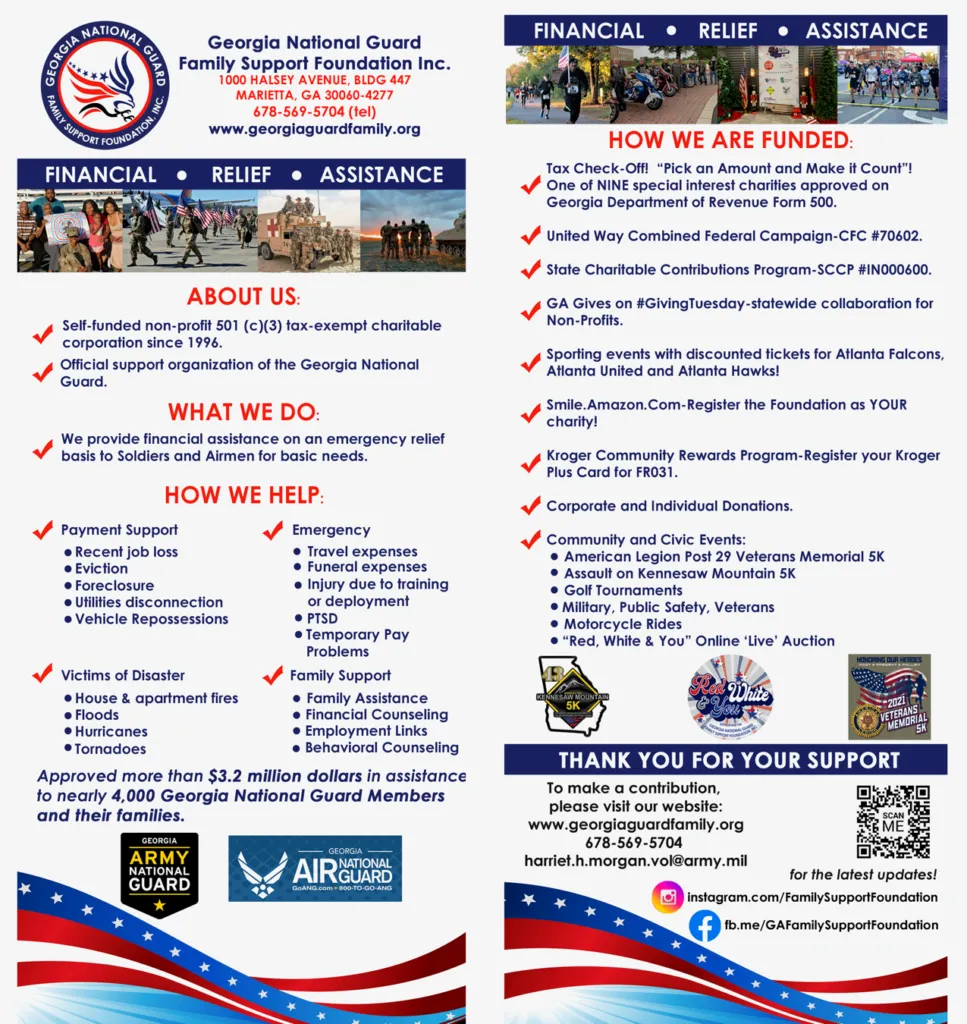 GEORGIA NATIONAL GUARD
FAMILY SUPPORT FOUNDATION, INC.
Georgia National Guard
Family Support Foundation Inc.
1000 HALSEY AVENUE, BLDG 447
MARIETTA, GA 30060-4277
678-569-5704 (tel)
www.georgiaguardfamily.org
FINANCIAL • RELIEF • ASSISTANCE
ABOUT US:
Self-funded non-profit 501 (c)(3) tax-exempt charitable
corporation since 1996.
Official support organization of the Georgia National
Guard.
WHAT WE DO:
We provide financial assistance on an emergency relief
basis to Soldiers and Airmen for basic needs.
HOW WE HELP:
Payment Support
• Recent job loss
• Eviction
• Foreclosure
• Utilities disconnection
• Vehicle Repossessions
Emergency
• Travel expenses
• Funeral expenses
• Injury due to training
or deployment
• PTSD
• Temporary Pay
Problems
Victims of Disaster
• House & apartment fires
• Floods
• Hurricanes
• Tornadoes
Family Support
• Family Assistance
• Financial Counseling
• Employment Links
• Behavioral Counseling
Approved more than $3.2 million dollars in assistance
to nearly 4,000 Georgia National Guard Members
and their families.
GEORGIA
ARMY
NATIONAL
GUARD
GEORGIA
AIR NATIONAL
GUARD
GoANG.com • 800-TO-GO-ANG
FINANCIAL • RELIEF • ASSISTANCE
HOW WE ARE FUNDED:
Tax Check-Off! “Pick an Amount and Make it Count”!
One of NINE special interest charities approved on
Georgia Department of Revenue Form 500.
United Way Combined Federal Campaign-CFC #70602.
State Charitable Contributions Program-SCCP #IN000600.
GA Gives on #GivingTuesday-statewide collaboration for
Non-Profits.
Sporting events with discounted tickets for Atlanta Falcons,
Atlanta United and Atlanta Hawks!
Smile.Amazon.Com-Register the Foundation as YOUR
charity!
Kroger Community Rewards Program-Register your Kroger
Plus Card for FR031.
Corporate and Individual Donations.
Community and Civic Events:
• American Legion Post 29 Veterans Memorial 5K
• Assault on Kennesaw Mountain 5K
• Golf Tournaments
• Military, Public Safety, Veterans
• Motorcycle Rides
• “Red, White & You” Online ‘Live’ Auction
KENNESAW MOUNTAIN
5K
Red White
& You
GEORGIA NATIONAL GUARD
FAMILY SUPPORT FOUNDATION
HONORING OUR HEROES
2021
VETERANS
MEMORIAL
5K
THANK YOU FOR YOUR SUPPORT
To make a contribution,
please visit our website:
www.georgiaguardfamily.org
678-569-5704
harriet.h.morgan.vol@army.mil
SCAN
ME
for the latest updates!
instagram.com/FamilySupportFoundation
fb.me/GAFamilySupportFoundation